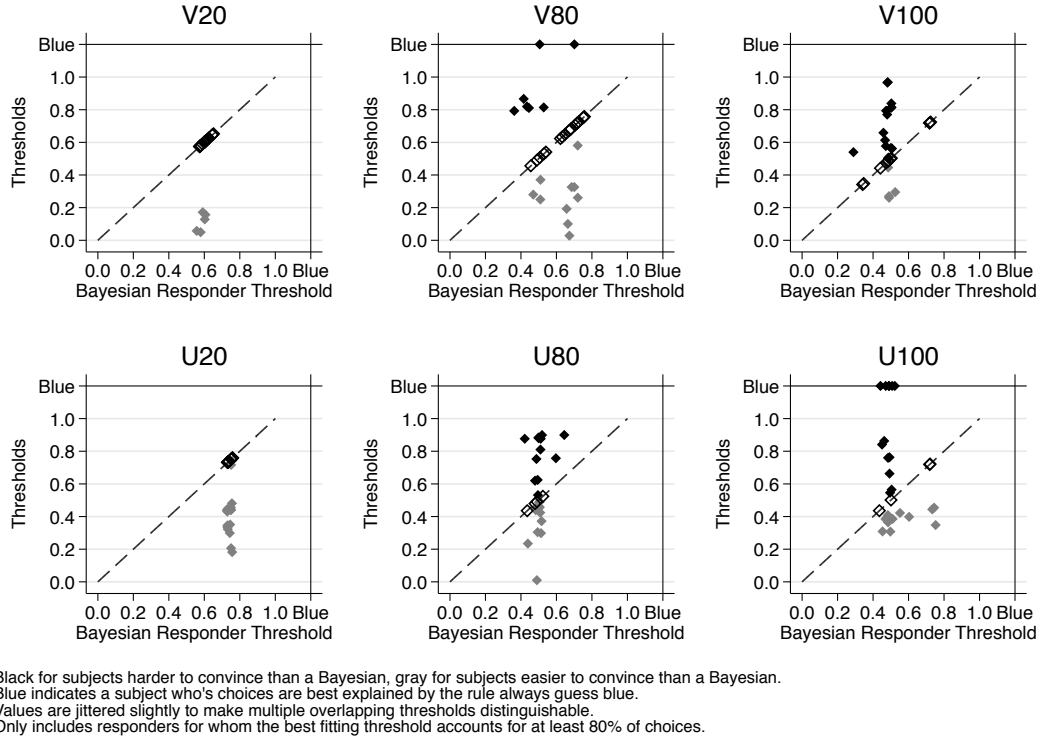 V20
V80
V100
Blue
1.0
0.8
0.6
0.4
0.2
0.0
Thresholds
0.0 0.2 0.4 0.6 0.8 1.0 Blue
Bayesian Responder Threshold
Blue
1.0
0.8
0.6
0.4
0.2
0.0
Thresholds
0.0 0.2 0.4 0.6 0.8 1.0 Blue
Bayesian Responder Threshold
Blue
1.0
0.8
0.6
0.4
0.2
0.0
Thresholds
0.0 0.2 0.4 0.6 0.8 1.0 Blue
Bayesian Responder Threshold
U20
U80
U100
Blue
1.0
0.8
0.6
0.4
0.2
0.0
Thresholds
0.0 0.2 0.4 0.6 0.8 1.0 Blue
Bayesian Responder Threshold
Blue
1.0
0.8
0.6
0.4
0.2
0.0
Thresholds
0.0 0.2 0.4 0.6 0.8 1.0 Blue
Bayesian Responder Threshold
Blue
1.0
0.8
0.6
0.4
0.2
0.0
Thresholds
0.0 0.2 0.4 0.6 0.8 1.0 Blue
Bayesian Responder Threshold
Black for subjects harder to convince than a Bayesian, gray for subjects easier to convince than a Bayesian.
Blue indicates a subject who's choices are best explained by the rule always guess blue.
Values are jittered slightly to make multiple overlapping thresholds distinguishable.
Only includes responders for whom the best fitting threshold accounts for at least 80% of choices.